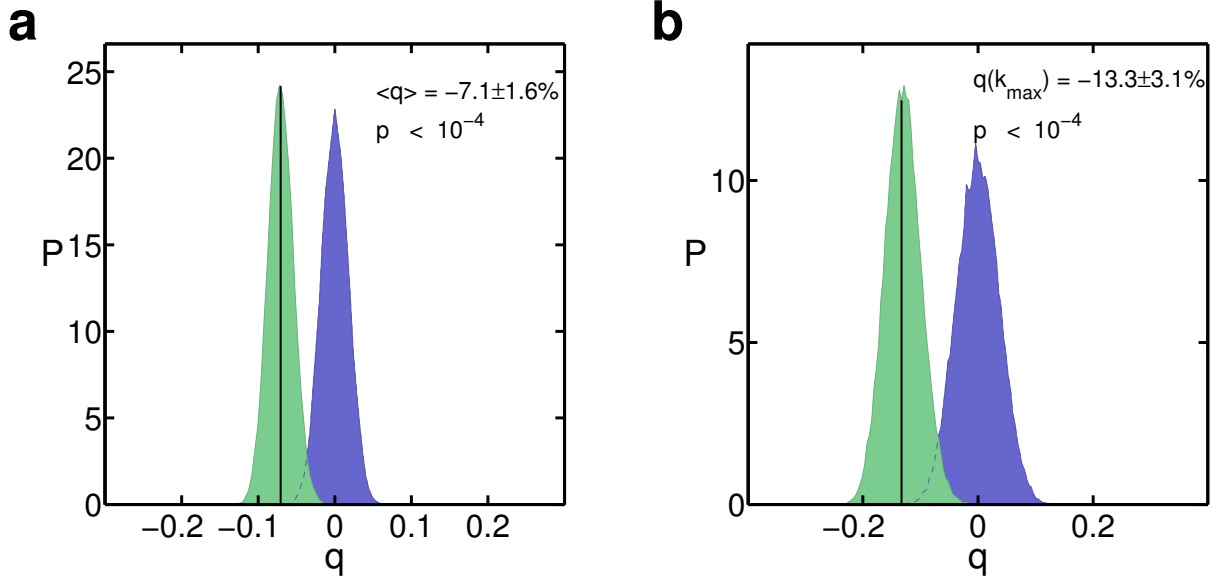 a
25
20
P 15
10
5
0
−0.2 −0.1 0 0.1 0.2
q
<q> = −7.1±1.6%
p < 10⁻⁴
b
10
P
5
0
−0.2 0 0.2
q
q(k_max) = −13.3±3.1%
p < 10⁻⁴